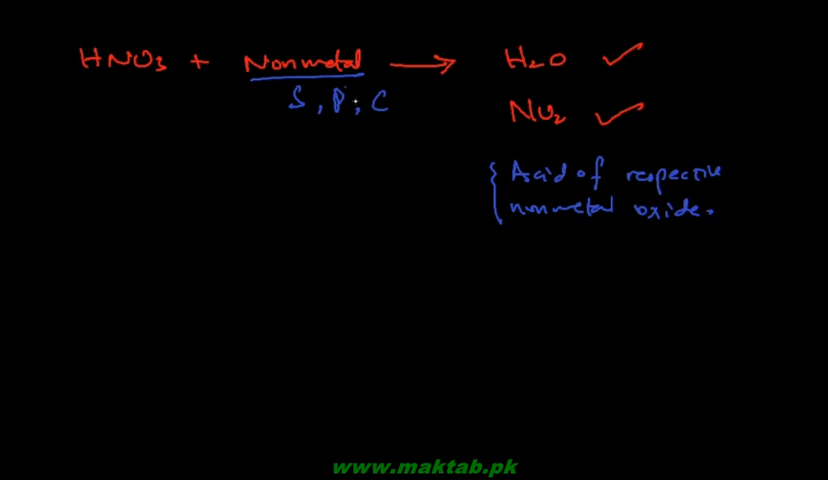 HNO3 + Nonmetal → H2O ✓
S, P, C
NO2 ✓
Acid of respective
nonmetal oxide.
www.maktab.pk